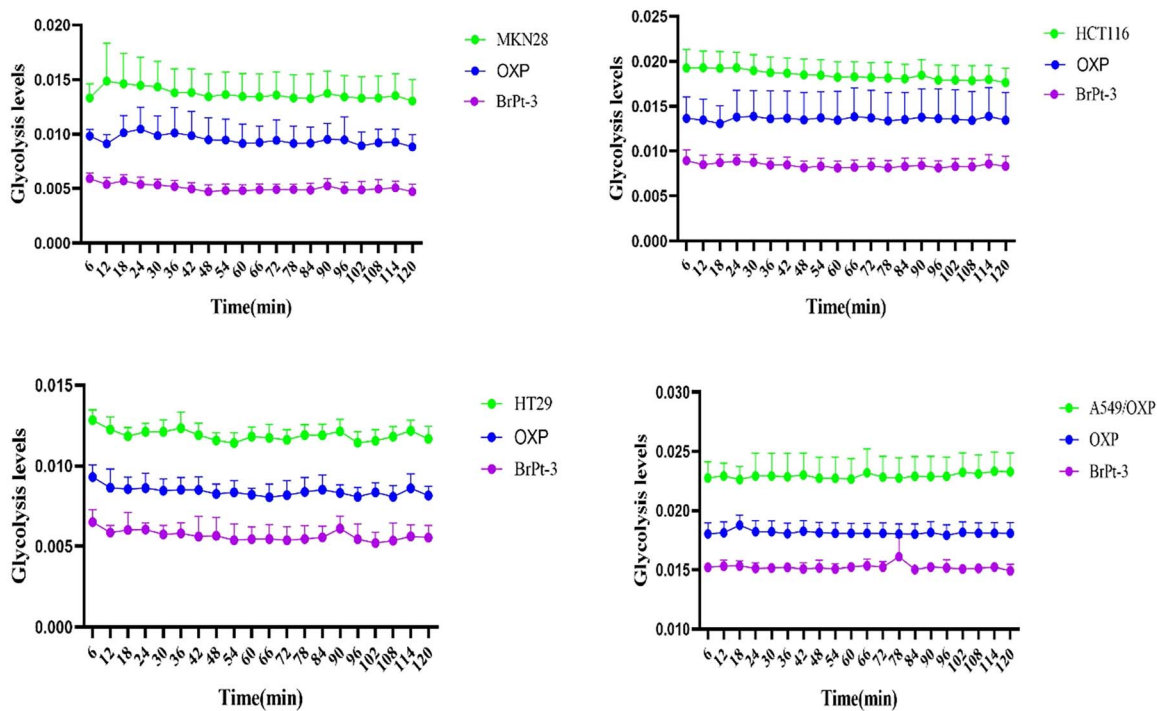 0.020
0.015
0.010
0.005
0.000
Glycolysis levels
6 12 18 24 30 36 42 48 54 60 66 72 78 84 90 96 102 108 114 120
Time(min)
MKN28
OXP
BrPt-3
0.025
0.020
0.015
0.010
0.005
0.000
Glycolysis levels
6 12 18 24 30 36 42 48 54 60 66 72 78 84 90 96 102 108 114 120
Time(min)
HCT116
OXP
BrPt-3
0.015
0.010
0.005
0.000
Glycolysis levels
6 12 18 24 30 36 42 48 54 60 66 72 78 84 90 96 102 108 114 120
Time(min)
HT29
OXP
BrPt-3
0.030
0.025
0.020
0.015
0.010
Glycolysis levels
6 12 18 24 30 36 42 48 54 60 66 72 78 84 90 96 102 108 114 120
Time(min)
A549/OXP
OXP
BrPt-3